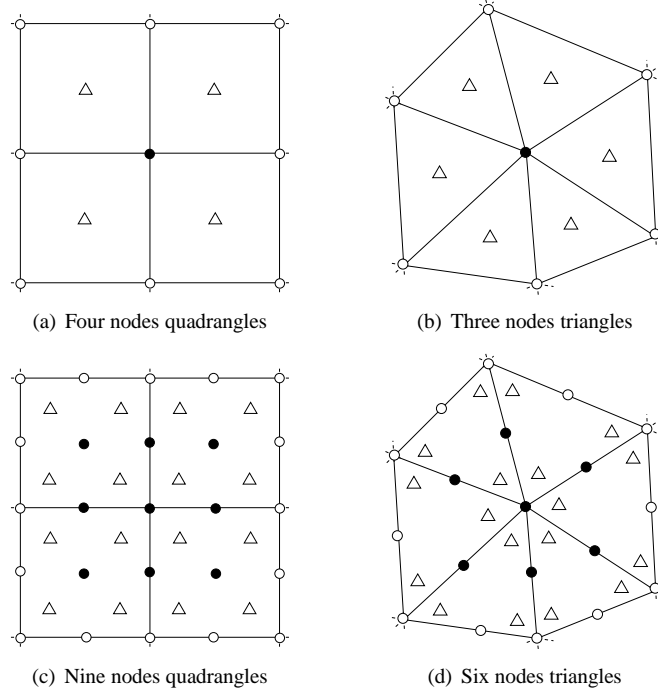 (a) Four nodes quadrangles
(b) Three nodes triangles
(c) Nine nodes quadrangles
(d) Six nodes triangles